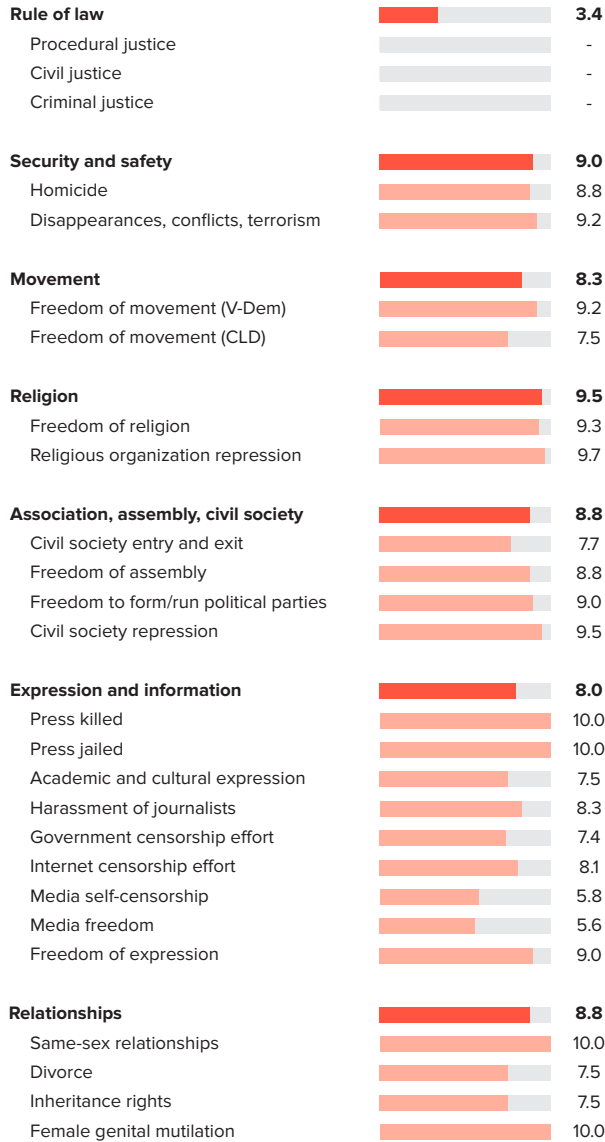 Rule of law 3.4
Procedural justice -
Civil justice -
Criminal justice -
Security and safety 9.0
Homicide 8.8
Disappearances, conflicts, terrorism 9.2
Movement 8.3
Freedom of movement (V-Dem) 9.2
Freedom of movement (CLD) 7.5
Religion 9.5
Freedom of religion 9.3
Religious organization repression 9.7
Association, assembly, civil society 8.8
Civil society entry and exit 7.7
Freedom of assembly 8.8
Freedom to form/run political parties 9.0
Civil society repression 9.5
Expression and information 8.0
Press killed 10.0
Press jailed 10.0
Academic and cultural expression 7.5
Harassment of journalists 8.3
Government censorship effort 7.4
Internet censorship effort 8.1
Media self-censorship 5.8
Media freedom 5.6
Freedom of expression 9.0
Relationships 8.8
Same-sex relationships 10.0
Divorce 7.5
Inheritance rights 7.5
Female genital mutilation 10.0